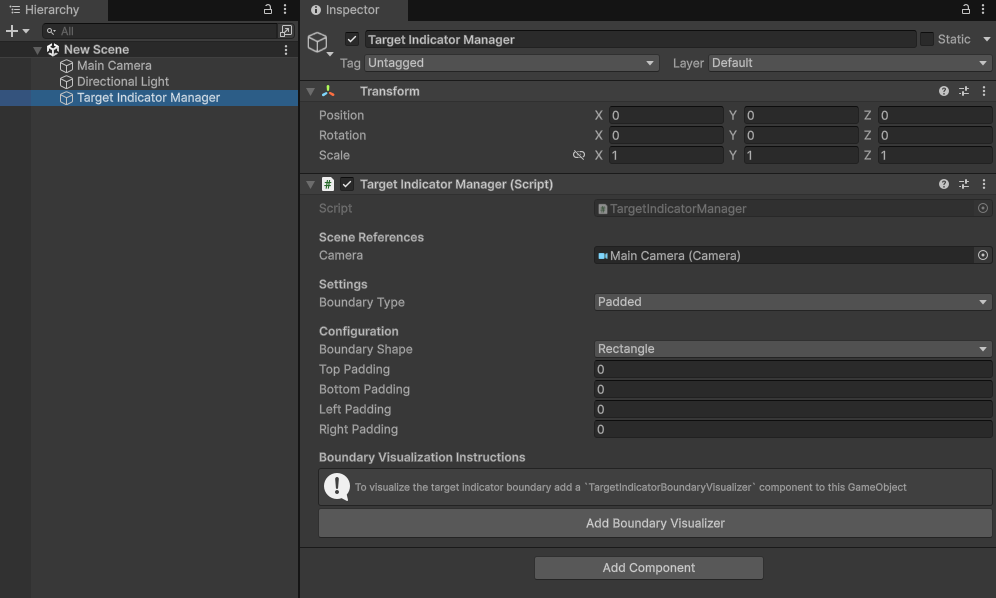 Hierarchy
All
New Scene
Main Camera
Directional Light
Target Indicator Manager
Inspector
Target Indicator Manager
Static
Tag Untagged Layer Default
Transform
Position X 0 Y 0 Z 0
Rotation X 0 Y 0 Z 0
Scale X 1 Y 1 Z 1
# Target Indicator Manager (Script)
Script TargetIndicatorManager
Scene References
Camera Main Camera (Camera)
Settings
Boundary Type Padded
Configuration
Boundary Shape Rectangle
Top Padding 0
Bottom Padding 0
Left Padding 0
Right Padding 0
Boundary Visualization Instructions
To visualize the target indicator boundary add a `TargetIndicatorBoundaryVisualizer` component to this GameObject
Add Boundary Visualizer
Add Component